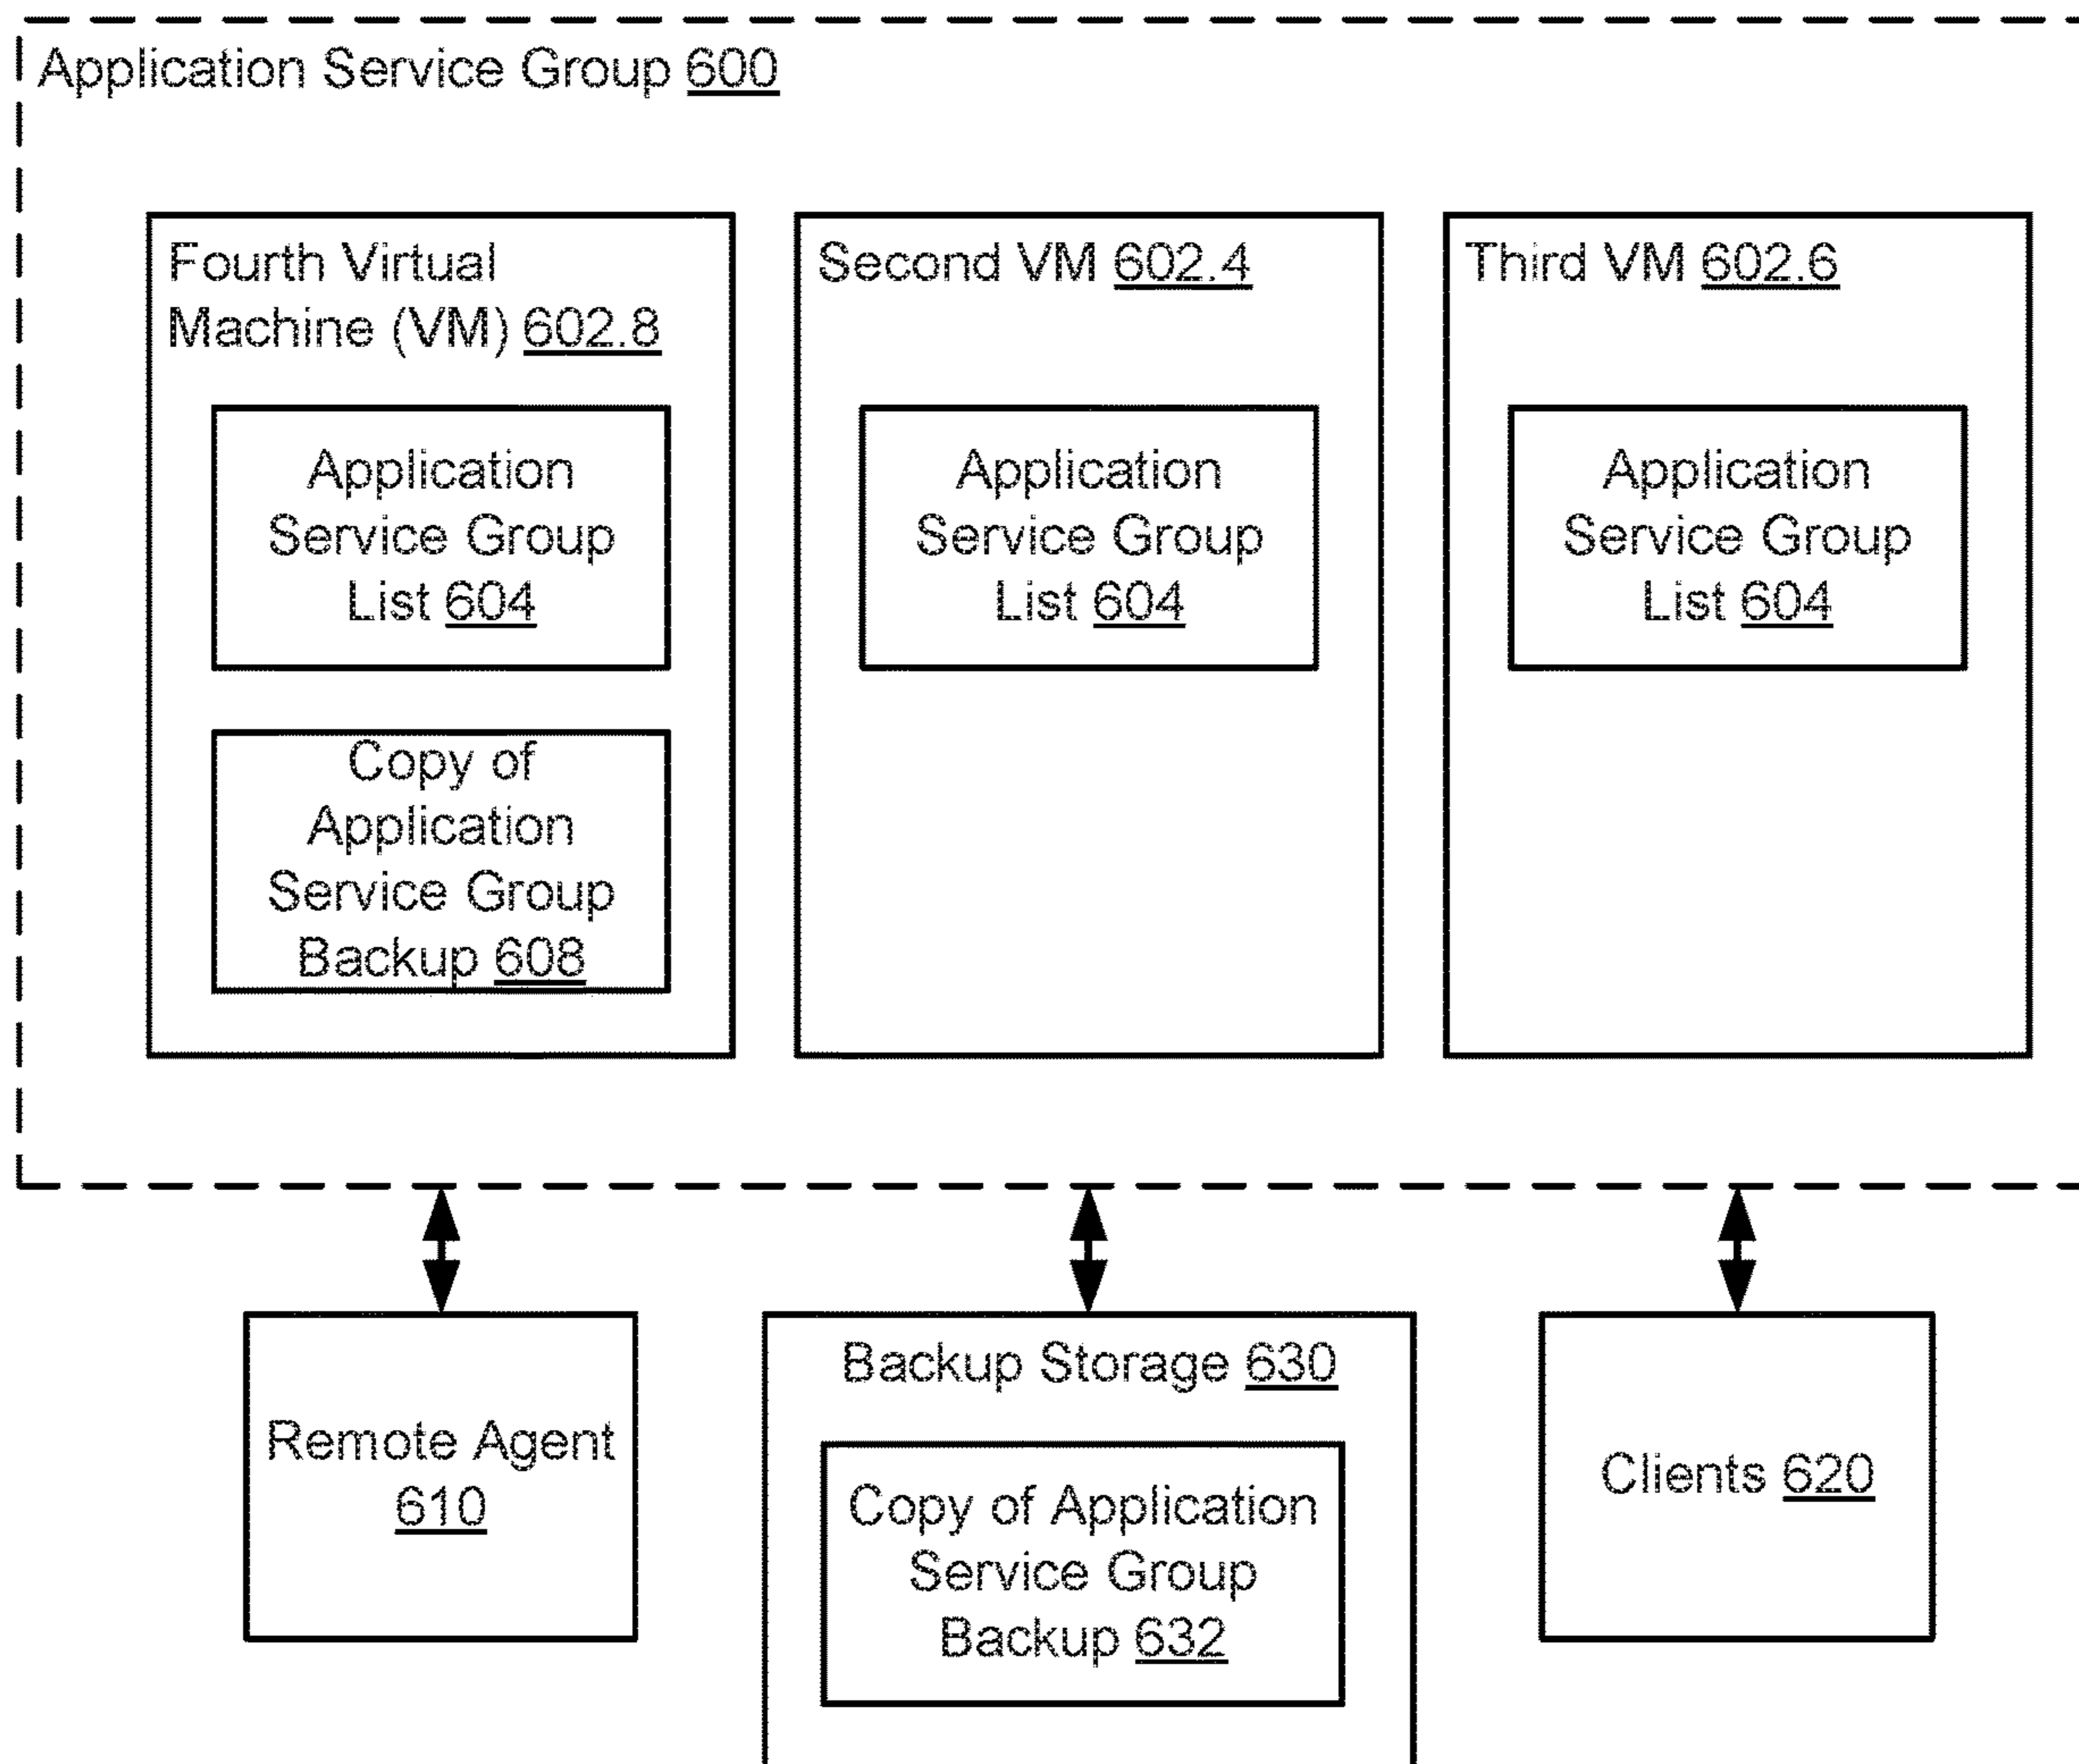 Application Service Group 600
Fourth Virtual
Machine (VM) 602.8
Application
Service Group
List 604
Copy of
Application
Service Group
Backup 608
Second VM 602.4
Application
Service Group
List 604
Third VM 602.6
Application
Service Group
List 604
Remote Agent
610
Backup Storage 630
Copy of Application
Service Group
Backup 632
Clients 620